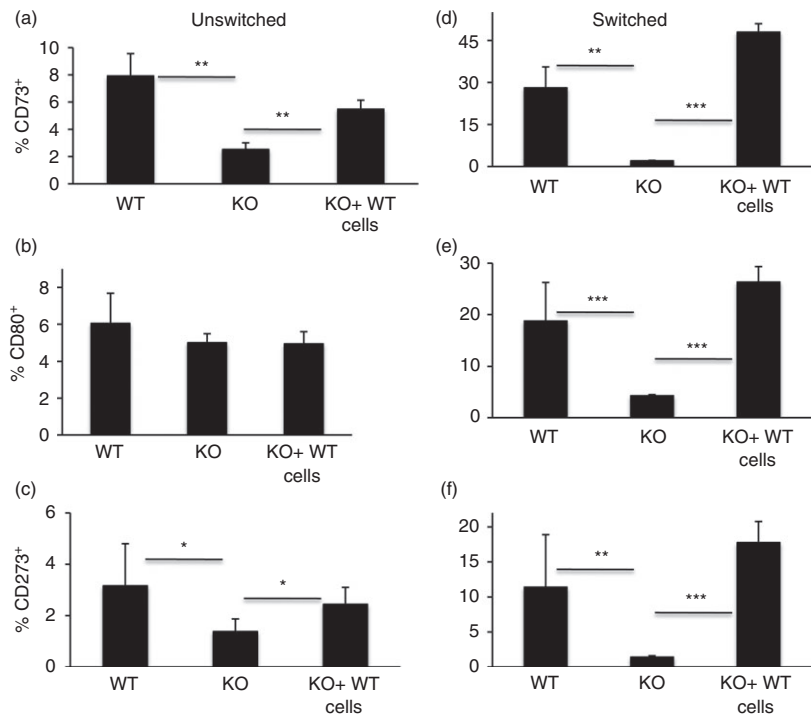 (a)
Unswitched
% CD73+
10
8
6
4
2
0
**
**
WT
KO
KO+ WT
cells
(b)
% CD80+
8
6
4
2
0
WT
KO
KO+ WT
cells
(c)
% CD273+
6
4
2
0
*
*
WT
KO
KO+ WT
cells
(d)
Switched
45
30
15
0
**
***
WT
KO
KO+ WT
cells
(e)
30
20
10
0
***
***
WT
KO
KO+ WT
cells
(f)
20
15
10
5
0
**
***
WT
KO
KO+ WT
cells